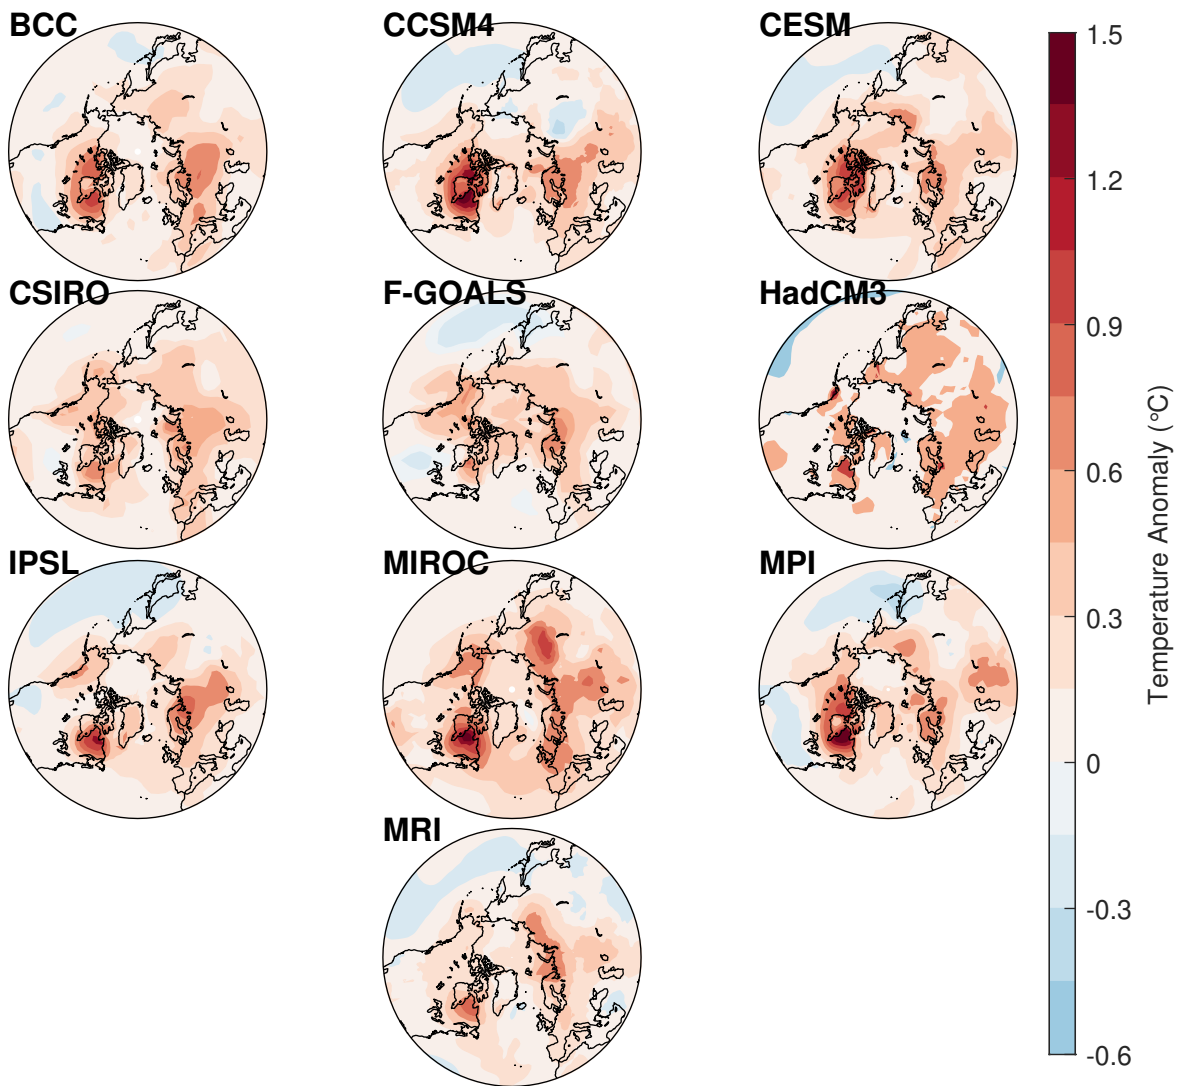 BCC
CCSM4
CESM
CSIRO
F-GOALS
HadCM3
IPSL
MIROC
MPI
MRI
1.5
1.2
0.9
0.6
0.3
0
-0.3
-0.6
Temperature Anomaly (°C)